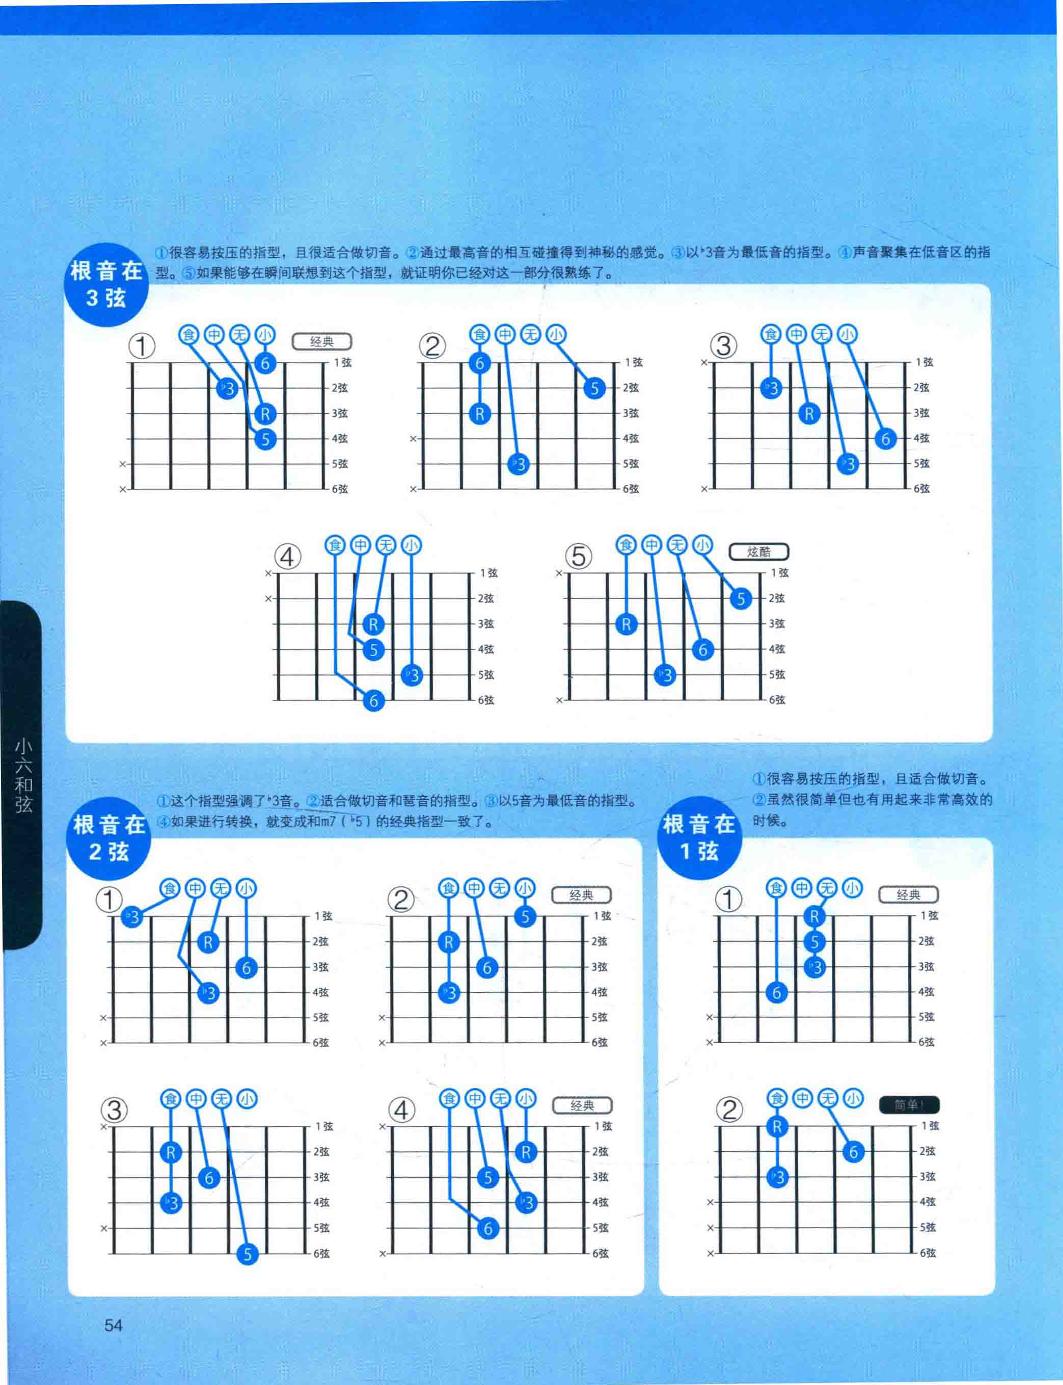 ①很容易按压的指型，且很适合做切音。②通过最高音的相互碰撞得到神秘的感觉。③以♭3音为最低音的指型。④声音聚集在低音区的指
型。⑤如果能够在瞬间联想到这个指型，就证明你已经对这一部分很熟练了。
根音在
3弦
① 食 中 无 小 经典
6 1弦
♭3 2弦
R 3弦
5 4弦
× 5弦
× 6弦
② 食 中 无 小
6 1弦
5 2弦
R 3弦
× 4弦
♭3 5弦
× 6弦
③ 食 中 无 小
× 1弦
♭3 2弦
R 3弦
6 4弦
♭3 5弦
× 6弦
④ 食 中 无 小
× 1弦
× 2弦
R 3弦
5 4弦
♭3 5弦
6 6弦
⑤ 食 中 无 小 炫酷
× 1弦
5 2弦
R 3弦
6 4弦
♭3 5弦
× 6弦
小六和弦
①这个指型强调了♭3音。②适合做切音和琶音的指型。③以5音为最低音的指型。
④如果进行转换，就变成和m7（♭5）的经典指型一致了。
根音在
2弦
① 食 中 无 小
♭3 1弦
R 2弦
6 3弦
♭3 4弦
× 5弦
× 6弦
② 食 中 无 小 经典
5 1弦
R 2弦
6 3弦
♭3 4弦
× 5弦
× 6弦
③ 食 中 无 小
× 1弦
R 2弦
6 3弦
♭3 4弦
× 5弦
5 6弦
④ 食 中 无 小 经典
× 1弦
R 2弦
5 3弦
♭3 4弦
6 5弦
× 6弦
①很容易按压的指型，且适合做切音。
②虽然很简单但也有用起来非常高效的
时候。
根音在
1弦
① 食 中 无 小 经典
R 1弦
5 2弦
♭3 3弦
6 4弦
× 5弦
× 6弦
② 食 中 无 小 简单！
R 1弦
6 2弦
♭3 3弦
× 4弦
× 5弦
× 6弦
54